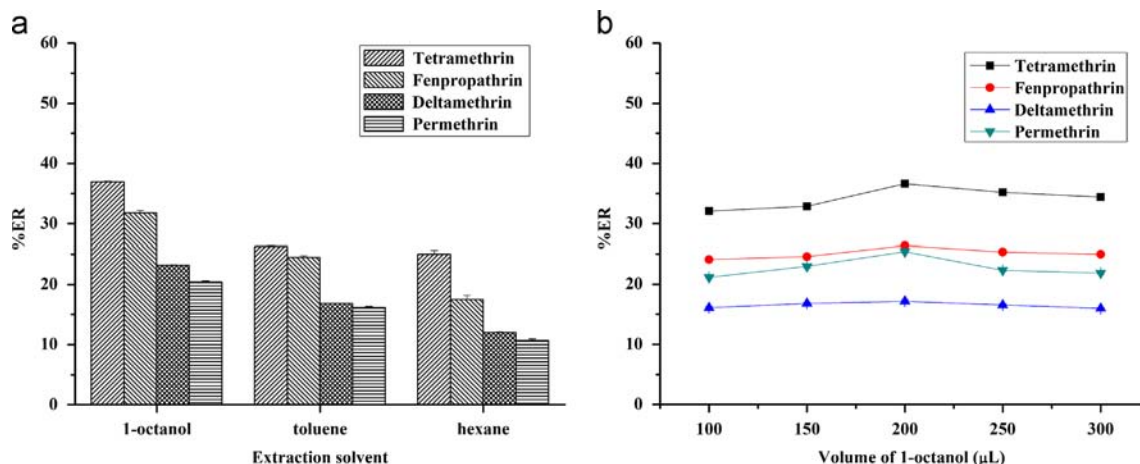 a
60
50
40
30
20
10
0
%ER
Tetramethrin
Fenpropathrin
Deltamethrin
Permethrin
1-octanol toluene hexane
Extraction solvent
b
60
50
40
30
20
10
0
%ER
Tetramethrin
Fenpropathrin
Deltamethrin
Permethrin
100 150 200 250 300
Volume of 1-octanol (μL)